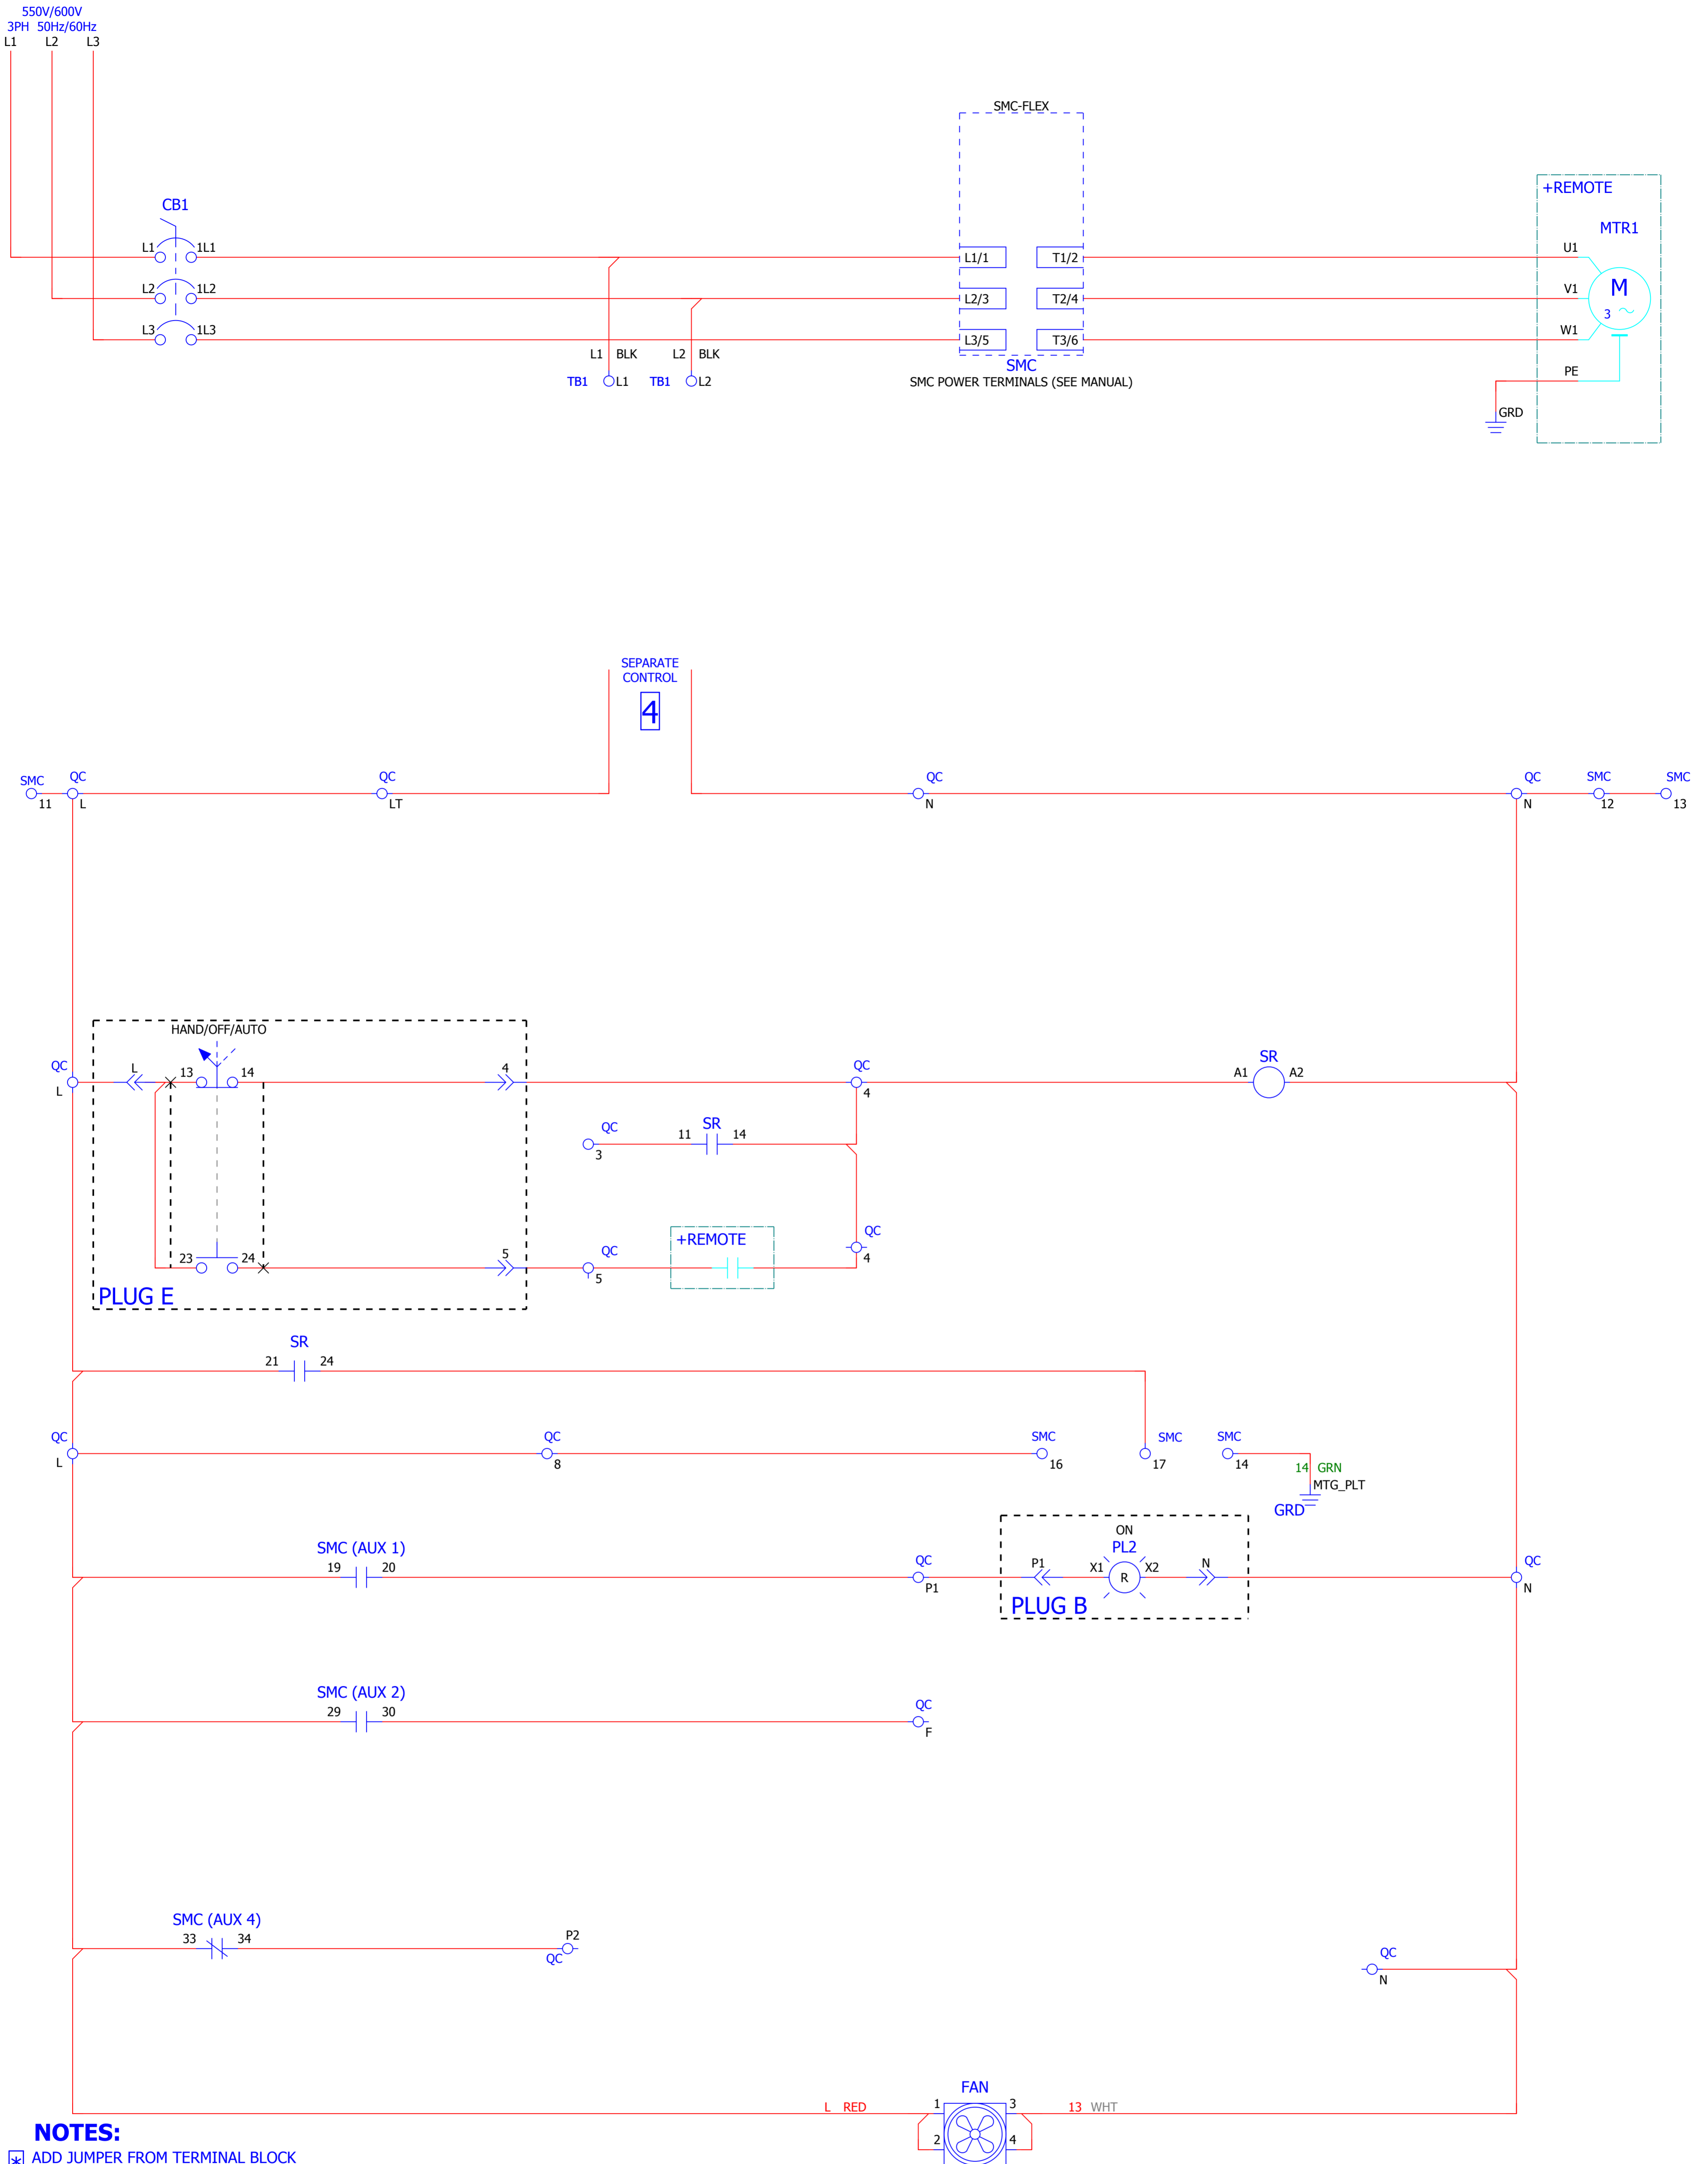 550V/600V
3PH 50Hz/60Hz
L1 L2 L3
SMC-FLEX
+REMOTE
MTR1
CB1
L1 1L1 L1/1 T1/2 U1
L2 1L2 L2/3 T2/4 V1
M
3
L3 1L3 L3/5 T3/6 W1
L1 BLK L2 BLK
TB1 L1 TB1 L2
SMC
SMC POWER TERMINALS (SEE MANUAL)
PE
GRD
SEPARATE
CONTROL
4
SMC QC QC QC QC SMC SMC
11 L LT N N 12 13
HAND/OFF/AUTO
QC L 13 14 4 QC SR
L 4 A1 A2
QC SR
3 11 14
QC
4
+REMOTE
23 24 5 QC
5
PLUG E
SR
21 24
QC QC SMC SMC SMC
L 8 16 17 14
14 GRN
MTG_PLT
GRD
ON
SMC (AUX 1) PL2
19 20 QC P1 X1 R X2 N QC
P1 N
PLUG B
SMC (AUX 2)
29 30 QC
F
SMC (AUX 4)
33 34 P2
QC
QC
N
FAN
L RED 1 3 13 WHT
2 4
NOTES:
* ADD JUMPER FROM TERMINAL BLOCK